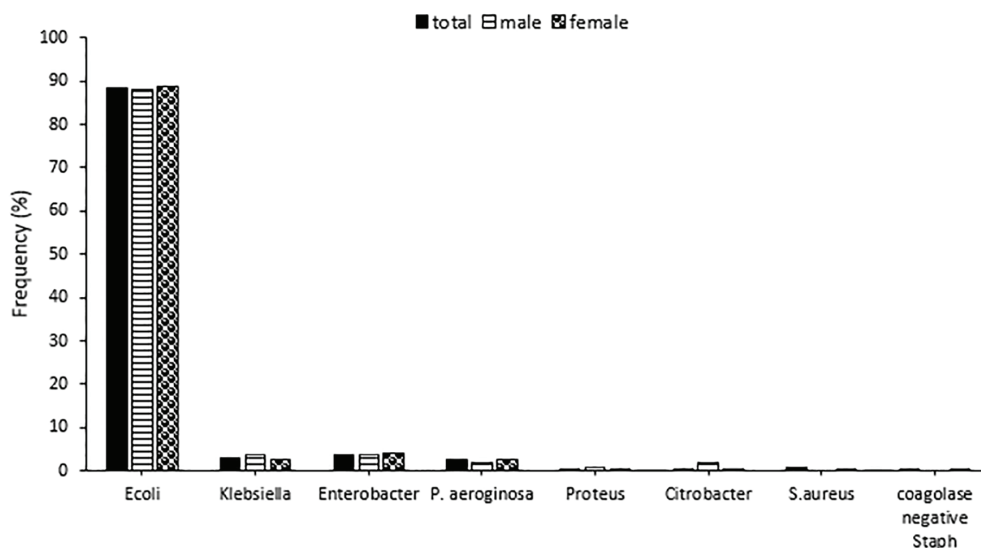 total male female
100
90
80
70
60
50
40
30
20
10
0
Frequency (%)
Ecoli Klebsiella Enterobacter P. aeroginosa Proteus Citrobacter S.aureus coagolase
negative
Staph